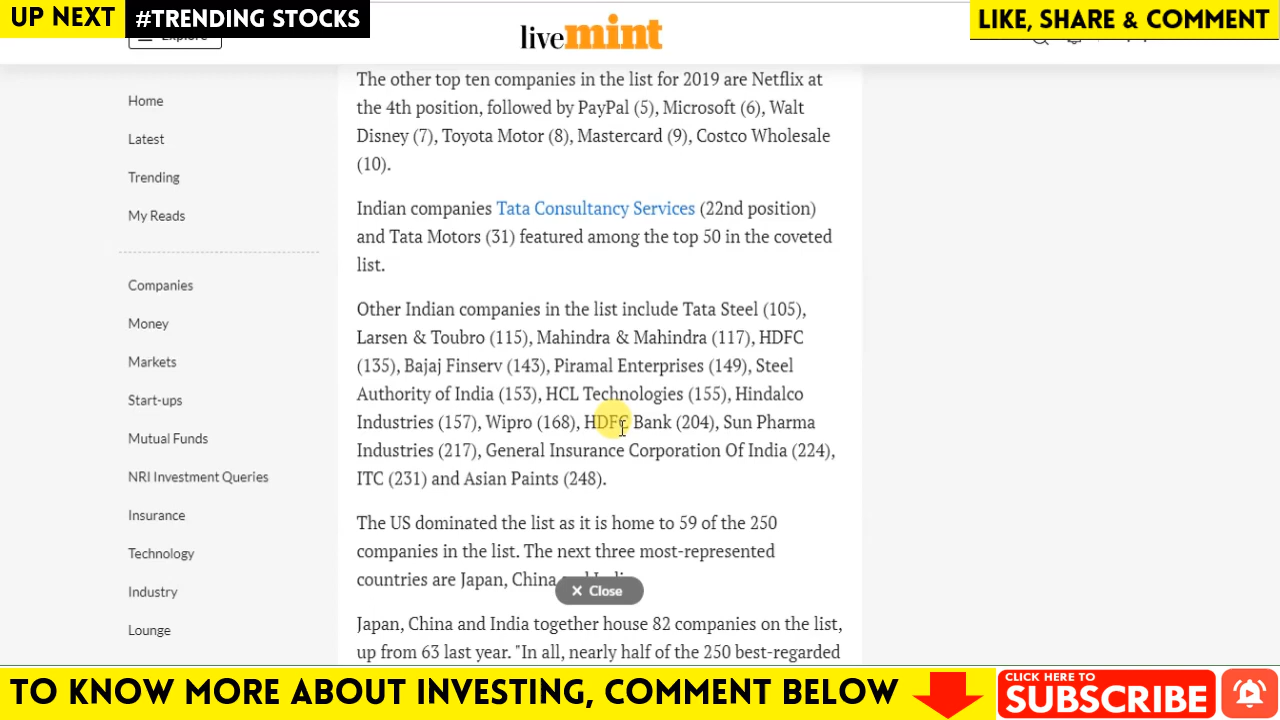 UP NEXT #TRENDING STOCKS
livemint
LIKE, SHARE & COMMENT
Explore
The other top ten companies in the list for 2019 are Netflix at
the 4th position, followed by PayPal (5), Microsoft (6), Walt
Disney (7), Toyota Motor (8), Mastercard (9), Costco Wholesale
(10).
Indian companies Tata Consultancy Services (22nd position)
and Tata Motors (31) featured among the top 50 in the coveted
list.
Other Indian companies in the list include Tata Steel (105),
Larsen & Toubro (115), Mahindra & Mahindra (117), HDFC
(135), Bajaj Finserv (143), Piramal Enterprises (149), Steel
Authority of India (153), HCL Technologies (155), Hindalco
Industries (157), Wipro (168), HDFC Bank (204), Sun Pharma
Industries (217), General Insurance Corporation Of India (224),
ITC (231) and Asian Paints (248).
The US dominated the list as it is home to 59 of the 250
companies in the list. The next three most-represented
countries are Japan, China and India.
Japan, China and India together house 82 companies on the list,
up from 63 last year. "In all, nearly half of the 250 best-regarded
Home
Latest
Trending
My Reads
Companies
Money
Markets
Start-ups
Mutual Funds
NRI Investment Queries
Insurance
Technology
Industry
Lounge
× Close
TO KNOW MORE ABOUT INVESTING, COMMENT BELOW
CLICK HERE TO
SUBSCRIBE